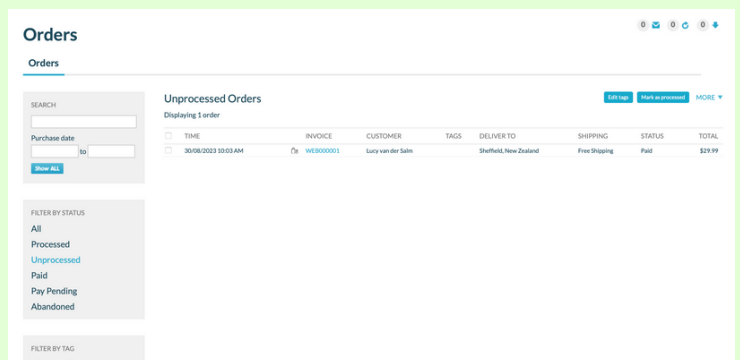 Orders
0 0 0
Orders
SEARCH
Purchase date
to
Show ALL
FILTER BY STATUS
All
Processed
Unprocessed
Paid
Pay Pending
Abandoned
FILTER BY TAG
Unprocessed Orders
Edit tags Mark as processed MORE
Displaying 1 order
TIME INVOICE CUSTOMER TAGS DELIVER TO SHIPPING STATUS TOTAL
30/08/2023 10:03 AM WEB000001 Lucy van der Salm Sheffield, New Zealand Free Shipping Paid $29.99